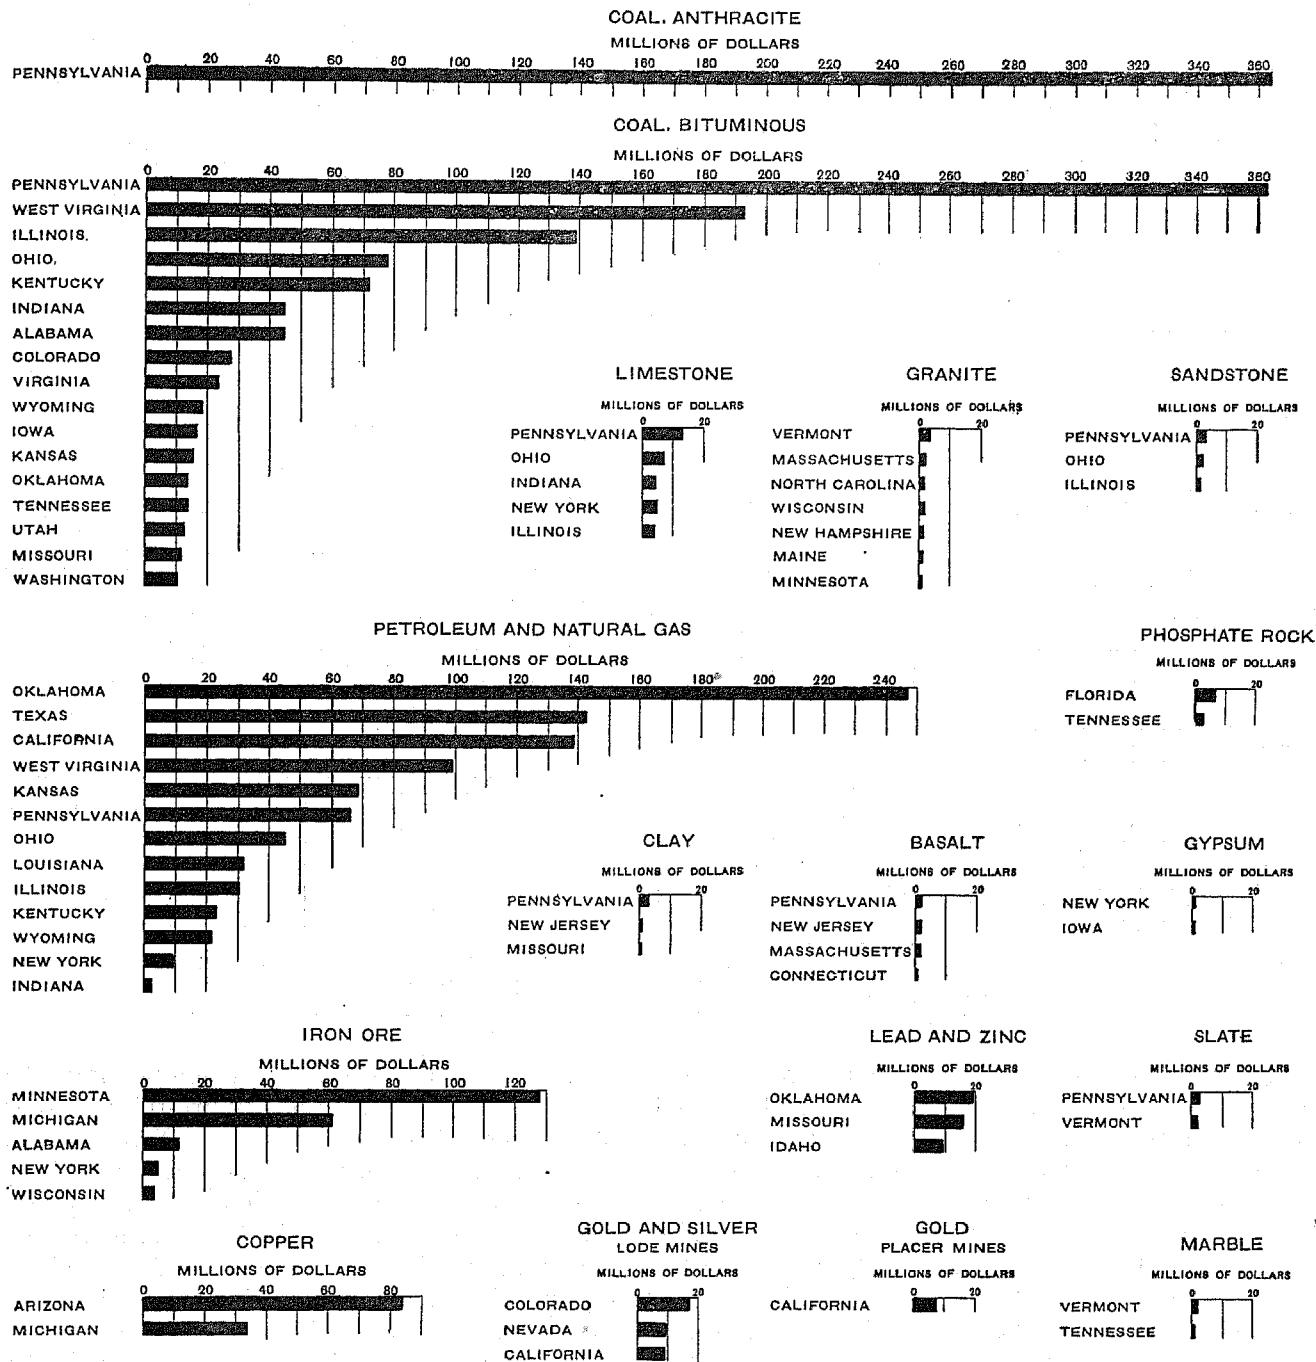 COAL, ANTHRACITE
MILLIONS OF DOLLARS
0 20 40 60 80 100 120 140 160 180 200 220 240 260 280 300 320 340 360
PENNSYLVANIA
COAL, BITUMINOUS
MILLIONS OF DOLLARS
0 20 40 60 80 100 120 140 160 180 200 220 240 260 280 300 320 340 360
PENNSYLVANIA
WEST VIRGINIA
ILLINOIS
OHIO
KENTUCKY
INDIANA
ALABAMA
COLORADO
VIRGINIA
WYOMING
IOWA
KANSAS
OKLAHOMA
TENNESSEE
UTAH
MISSOURI
WASHINGTON
LIMESTONE
MILLIONS OF DOLLARS
0 20
PENNSYLVANIA
OHIO
INDIANA
NEW YORK
ILLINOIS
GRANITE
MILLIONS OF DOLLARS
0 20
VERMONT
MASSACHUSETTS
NORTH CAROLINA
WISCONSIN
NEW HAMPSHIRE
MAINE
MINNESOTA
SANDSTONE
MILLIONS OF DOLLARS
0 20
PENNSYLVANIA
OHIO
ILLINOIS
PETROLEUM AND NATURAL GAS
MILLIONS OF DOLLARS
0 20 40 60 80 100 120 140 160 180 200 220 240
OKLAHOMA
TEXAS
CALIFORNIA
WEST VIRGINIA
KANSAS
PENNSYLVANIA
OHIO
LOUISIANA
ILLINOIS
KENTUCKY
WYOMING
NEW YORK
INDIANA
PHOSPHATE ROCK
MILLIONS OF DOLLARS
0 20
FLORIDA
TENNESSEE
CLAY
MILLIONS OF DOLLARS
0 20
PENNSYLVANIA
NEW JERSEY
MISSOURI
BASALT
MILLIONS OF DOLLARS
0 20
PENNSYLVANIA
NEW JERSEY
MASSACHUSETTS
CONNECTICUT
GYPSUM
MILLIONS OF DOLLARS
0 20
NEW YORK
IOWA
IRON ORE
MILLIONS OF DOLLARS
0 20 40 60 80 100 120
MINNESOTA
MICHIGAN
ALABAMA
NEW YORK
WISCONSIN
LEAD AND ZINC
MILLIONS OF DOLLARS
0 20
OKLAHOMA
MISSOURI
IDAHO
SLATE
MILLIONS OF DOLLARS
0 20
PENNSYLVANIA
VERMONT
COPPER
MILLIONS OF DOLLARS
0 20 40 60 80
ARIZONA
MICHIGAN
GOLD AND SILVER
LODE MINES
MILLIONS OF DOLLARS
0 20
COLORADO
NEVADA
CALIFORNIA
GOLD
PLACER MINES
MILLIONS OF DOLLARS
0 20
CALIFORNIA
MARBLE
MILLIONS OF DOLLARS
0 20
VERMONT
TENNESSEE